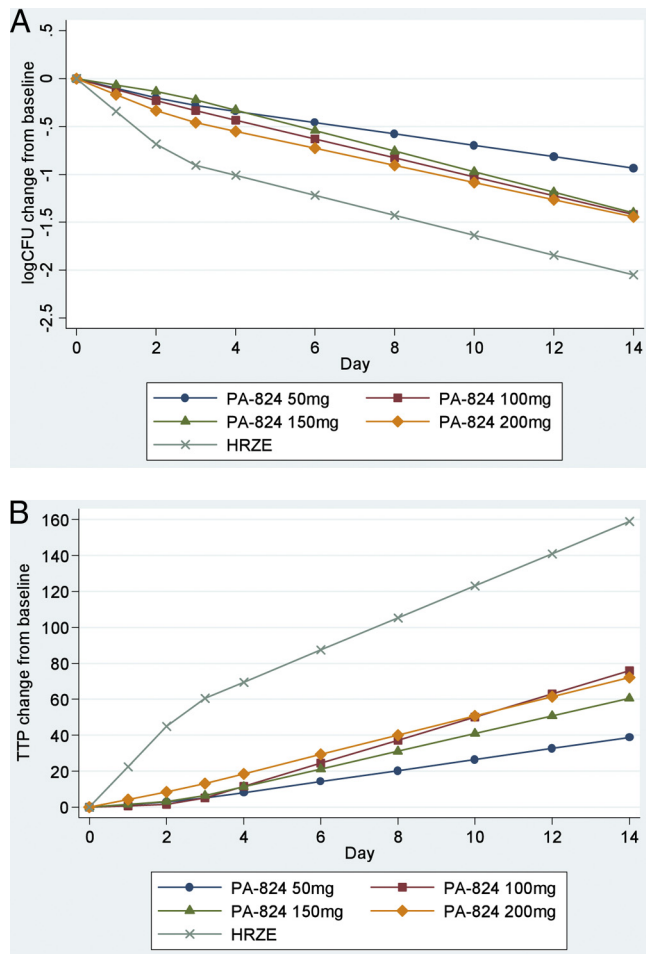 A
.5
0
-.5
-1
-1.5
-2
-2.5
logCFU change from baseline
0 2 4 6 8 10 12 14
Day
PA-824 50mg PA-824 100mg
PA-824 150mg PA-824 200mg
HRZE
B
160
140
120
100
80
60
40
20
0
TTP change from baseline
0 2 4 6 8 10 12 14
Day
PA-824 50mg PA-824 100mg
PA-824 150mg PA-824 200mg
HRZE